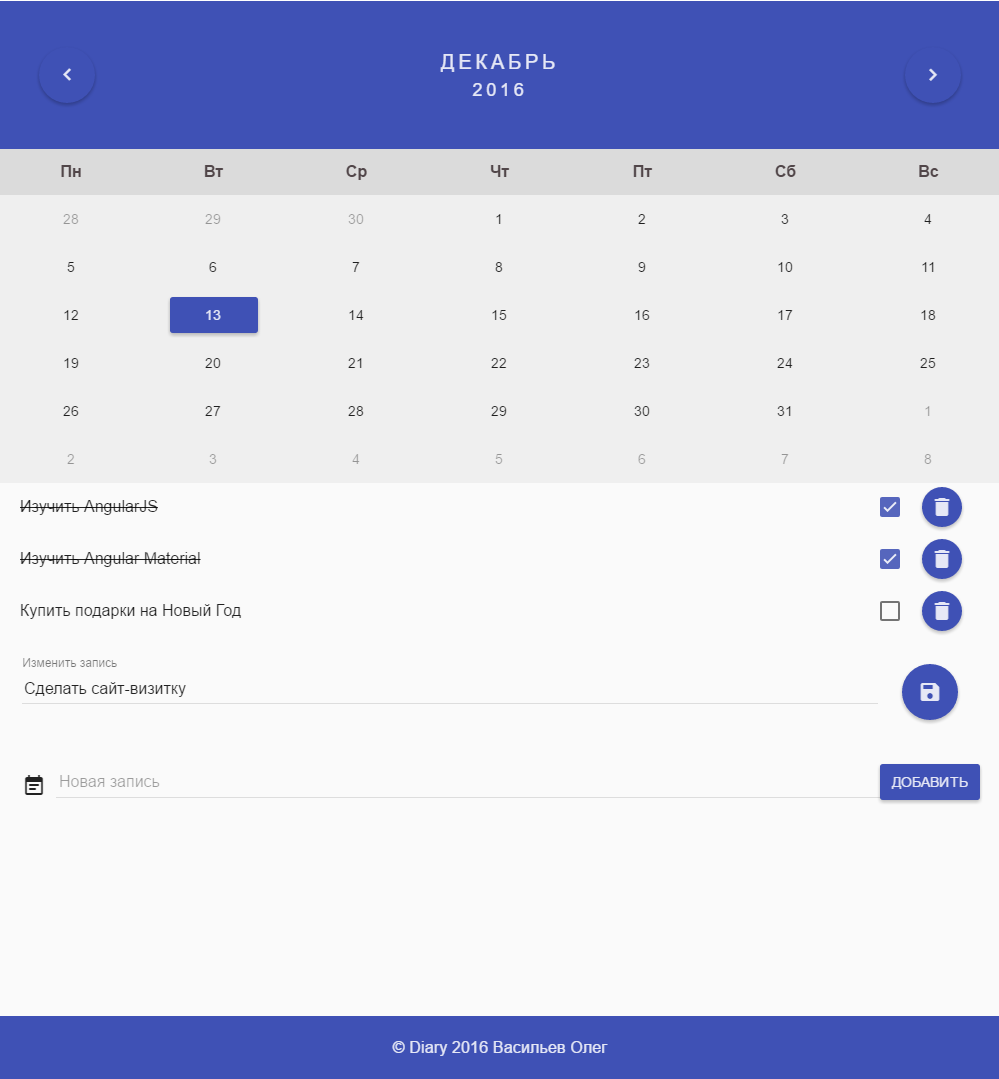 ДЕКАБРЬ
2016
Пн Вт Ср Чт Пт Сб Вс
28 29 30 1 2 3 4
5 6 7 8 9 10 11
12 13 14 15 16 17 18
19 20 21 22 23 24 25
26 27 28 29 30 31 1
2 3 4 5 6 7 8
Изучить AngularJS
Изучить Angular Material
Купить подарки на Новый Год
Изменить запись
Сделать сайт-визитку
Новая запись ДОБАВИТЬ
© Diary 2016 Васильев Олег